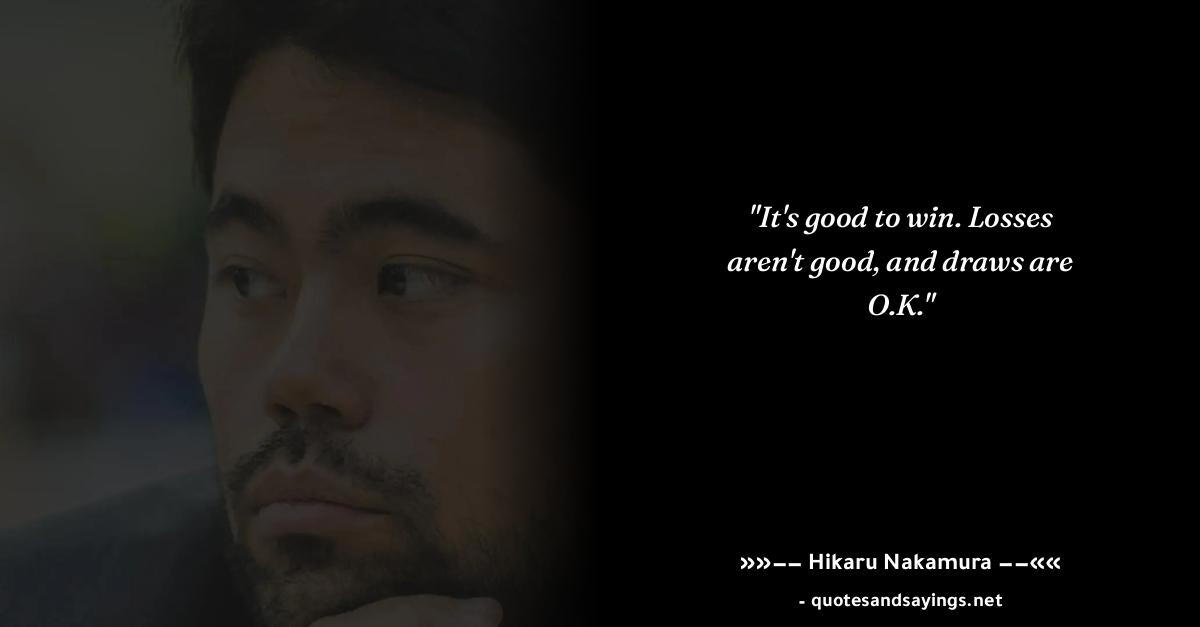 "It's good to win. Losses
aren't good, and draws are
O.K."
»»−− Hikaru Nakamura −−««
- quotesandsayings.net